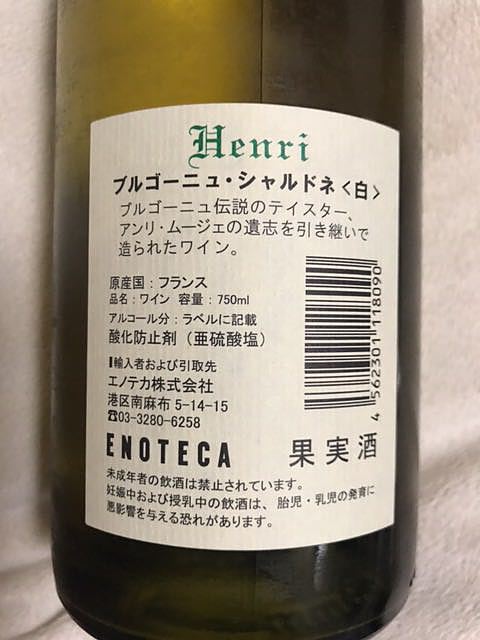 Henri
ブルゴーニュ・シャルドネ<白>
ブルゴーニュ伝説のテイスター、
アンリ・ムージェの遺志を引き継いで
造られたワイン。
原産国：フランス
品名：ワイン 容量：750ml
アルコール分：ラベルに記載
酸化防止剤（亜硫酸塩）
輸入者および引取先
エノテカ株式会社
港区南麻布 5-14-15
☎03-3280-6258
4 562301 118090
ENOTECA
果実酒
未成年者の飲酒は禁止されています。
妊娠中および授乳中の飲酒は、胎児・乳児の発育に
悪影響を与える恐れがあります。